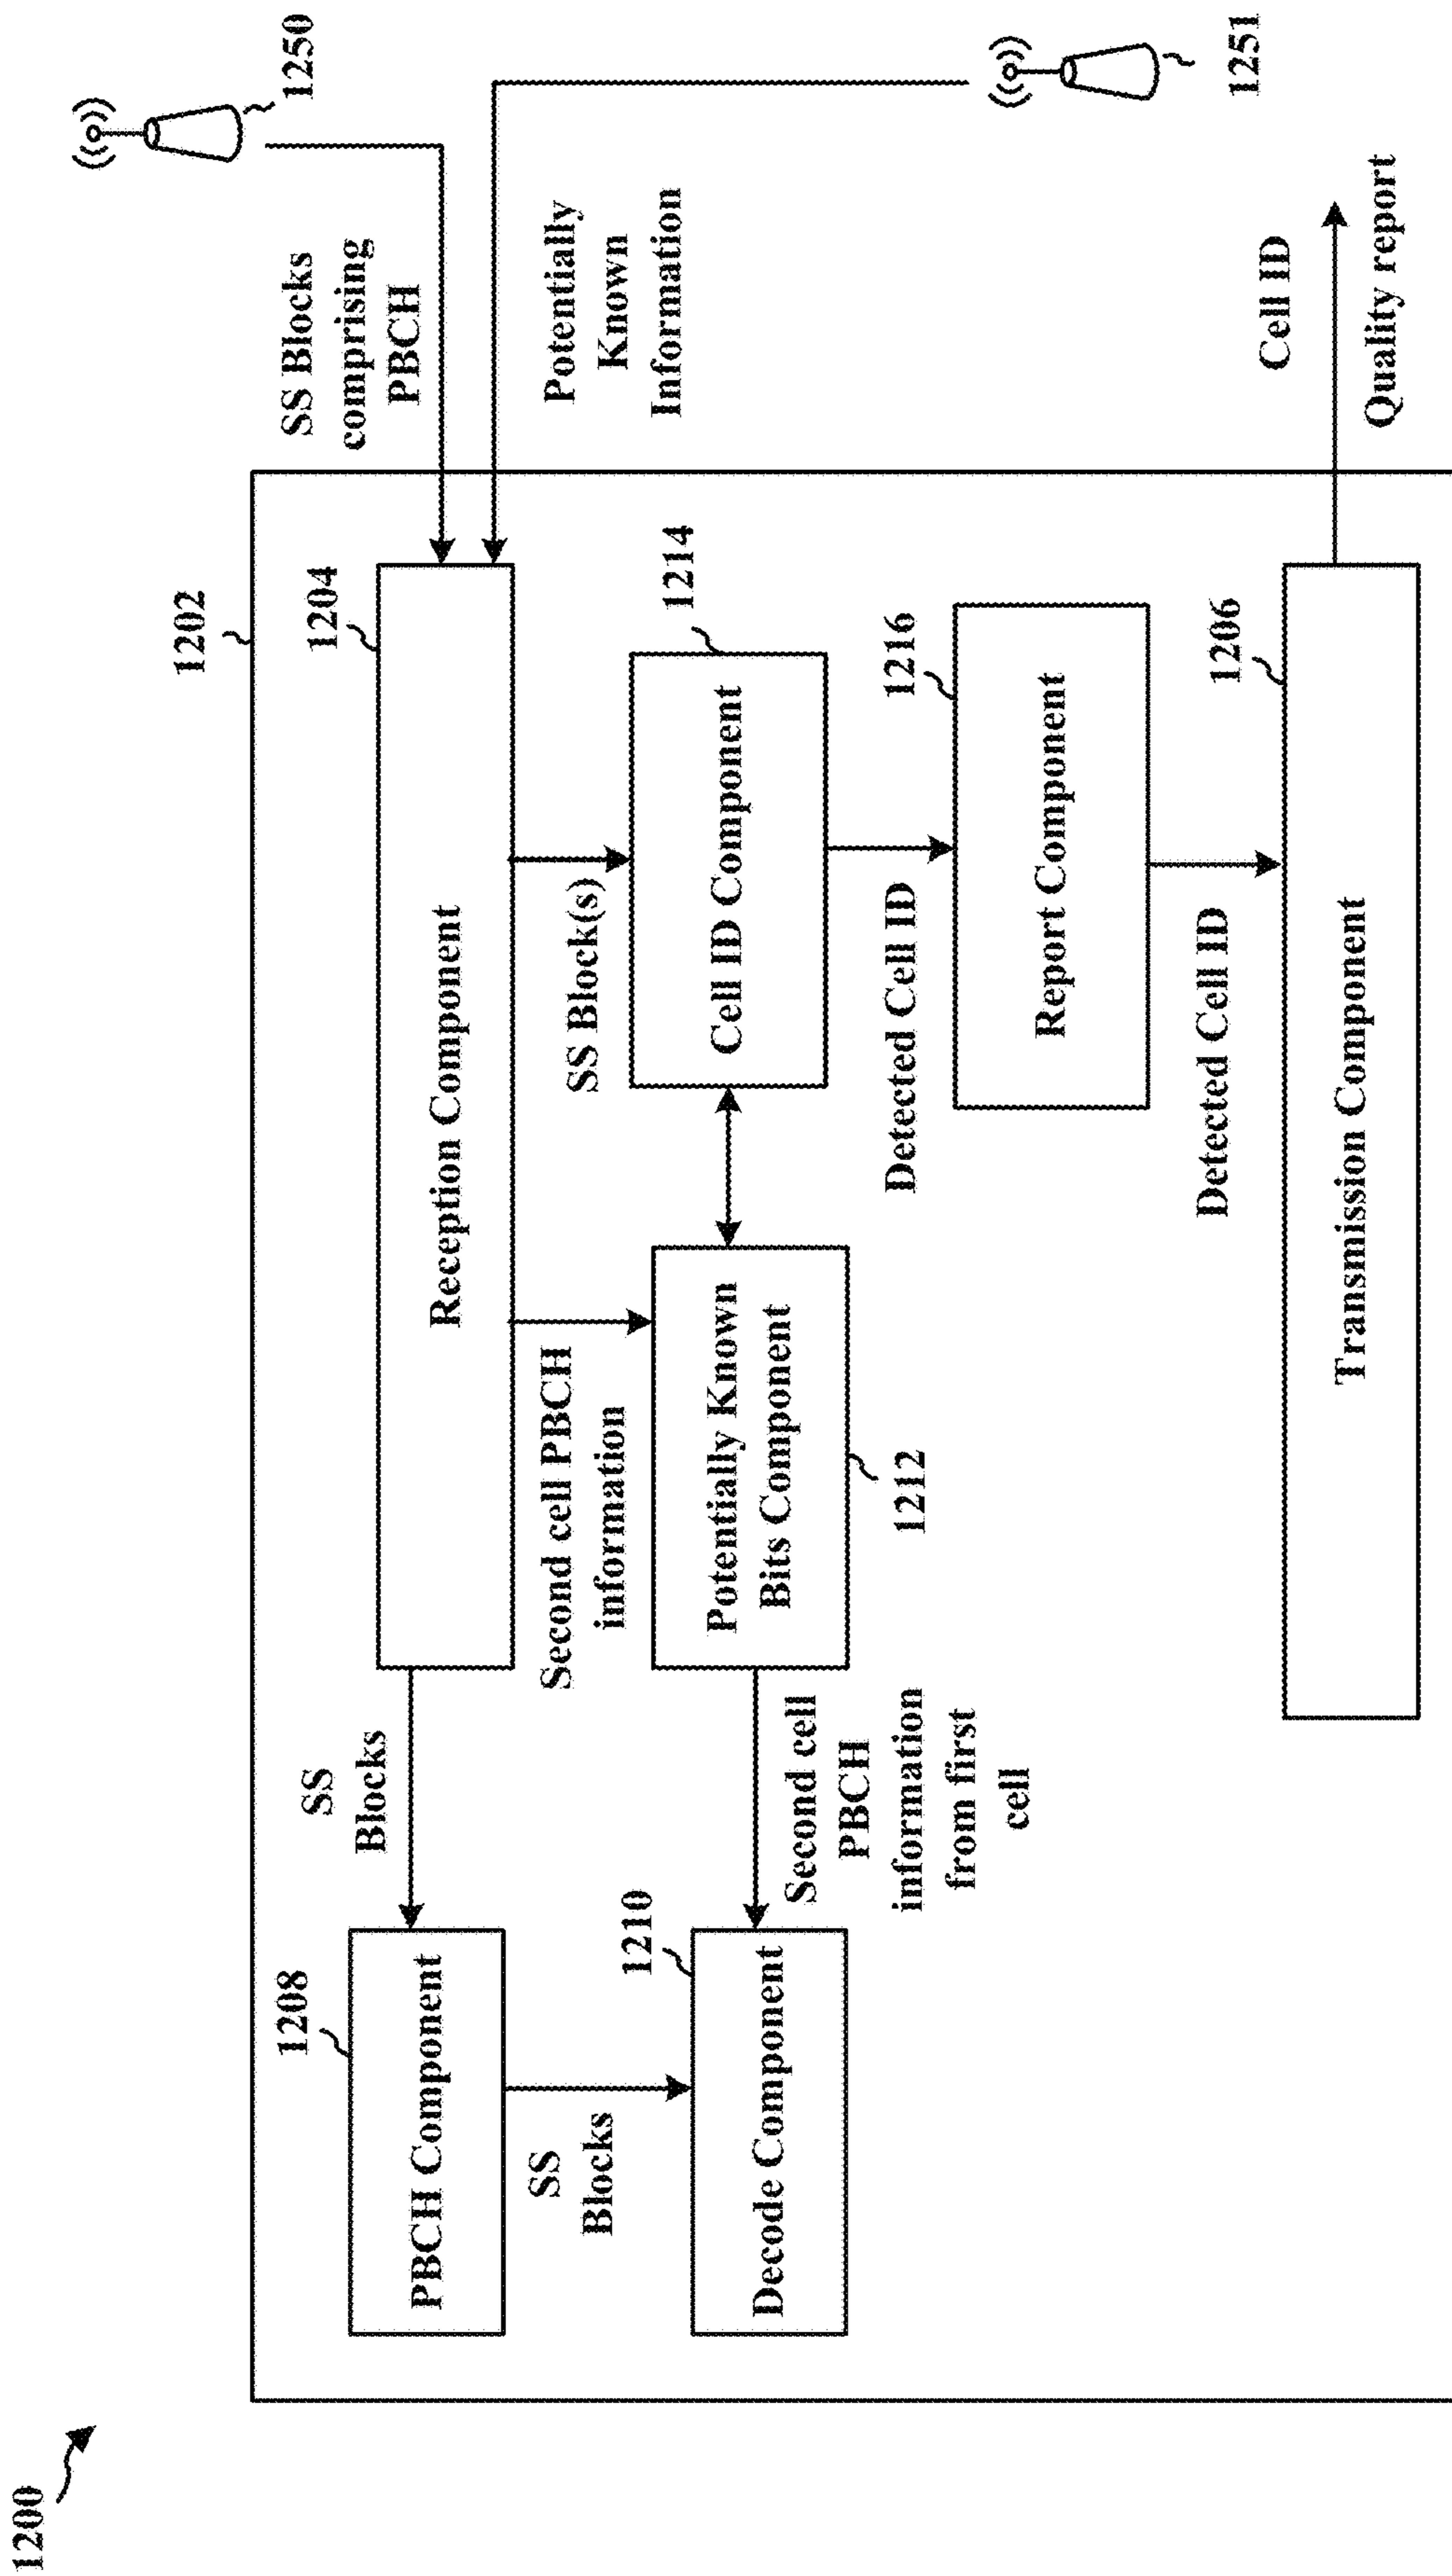 1200
1202
1208
PBCH Component
SS
Blocks
1204
Reception Component
SS Blocks
comprising
PBCH
1250
SS
Blocks
Second cell PBCH
information
SS Block(s)
1214
Potentially
Known
Information
1210
Decode Component
Second cell
PBCH
information
from first
cell
Potentially Known
Bits Component
1212
Cell ID Component
Detected Cell ID
1216
Report Component
1251
Detected Cell ID
1206
Transmission Component
Cell ID
Quality report